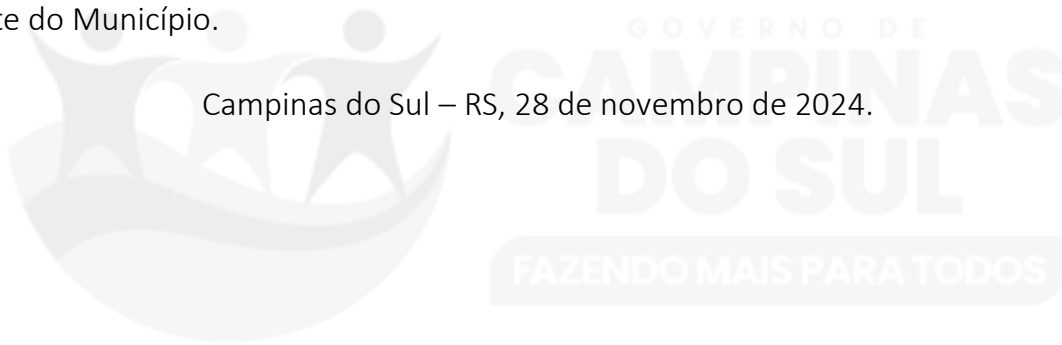 te do Município.
GOVERNO DE
Campinas do Sul – RS, 28 de novembro de 2024.
CAMPINAS
DO SUL
FAZENDO MAIS PARA TODOS